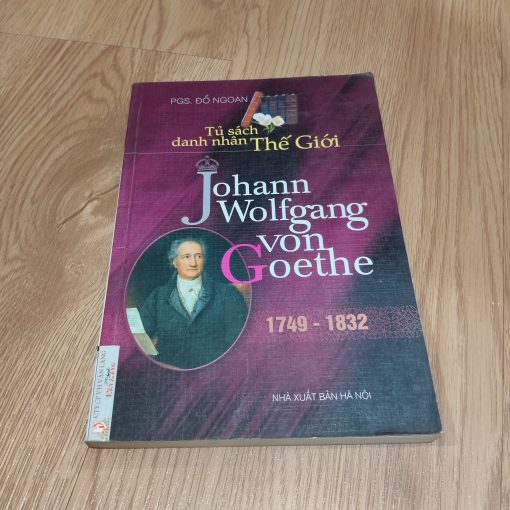 PGS. ĐỖ NGOẠN
Tủ sách
danh nhân Thế Giới
Johann
Wolfgang
von
Goethe
1749 - 1832
NHÀ XUẤT BẢN HÀ NỘI